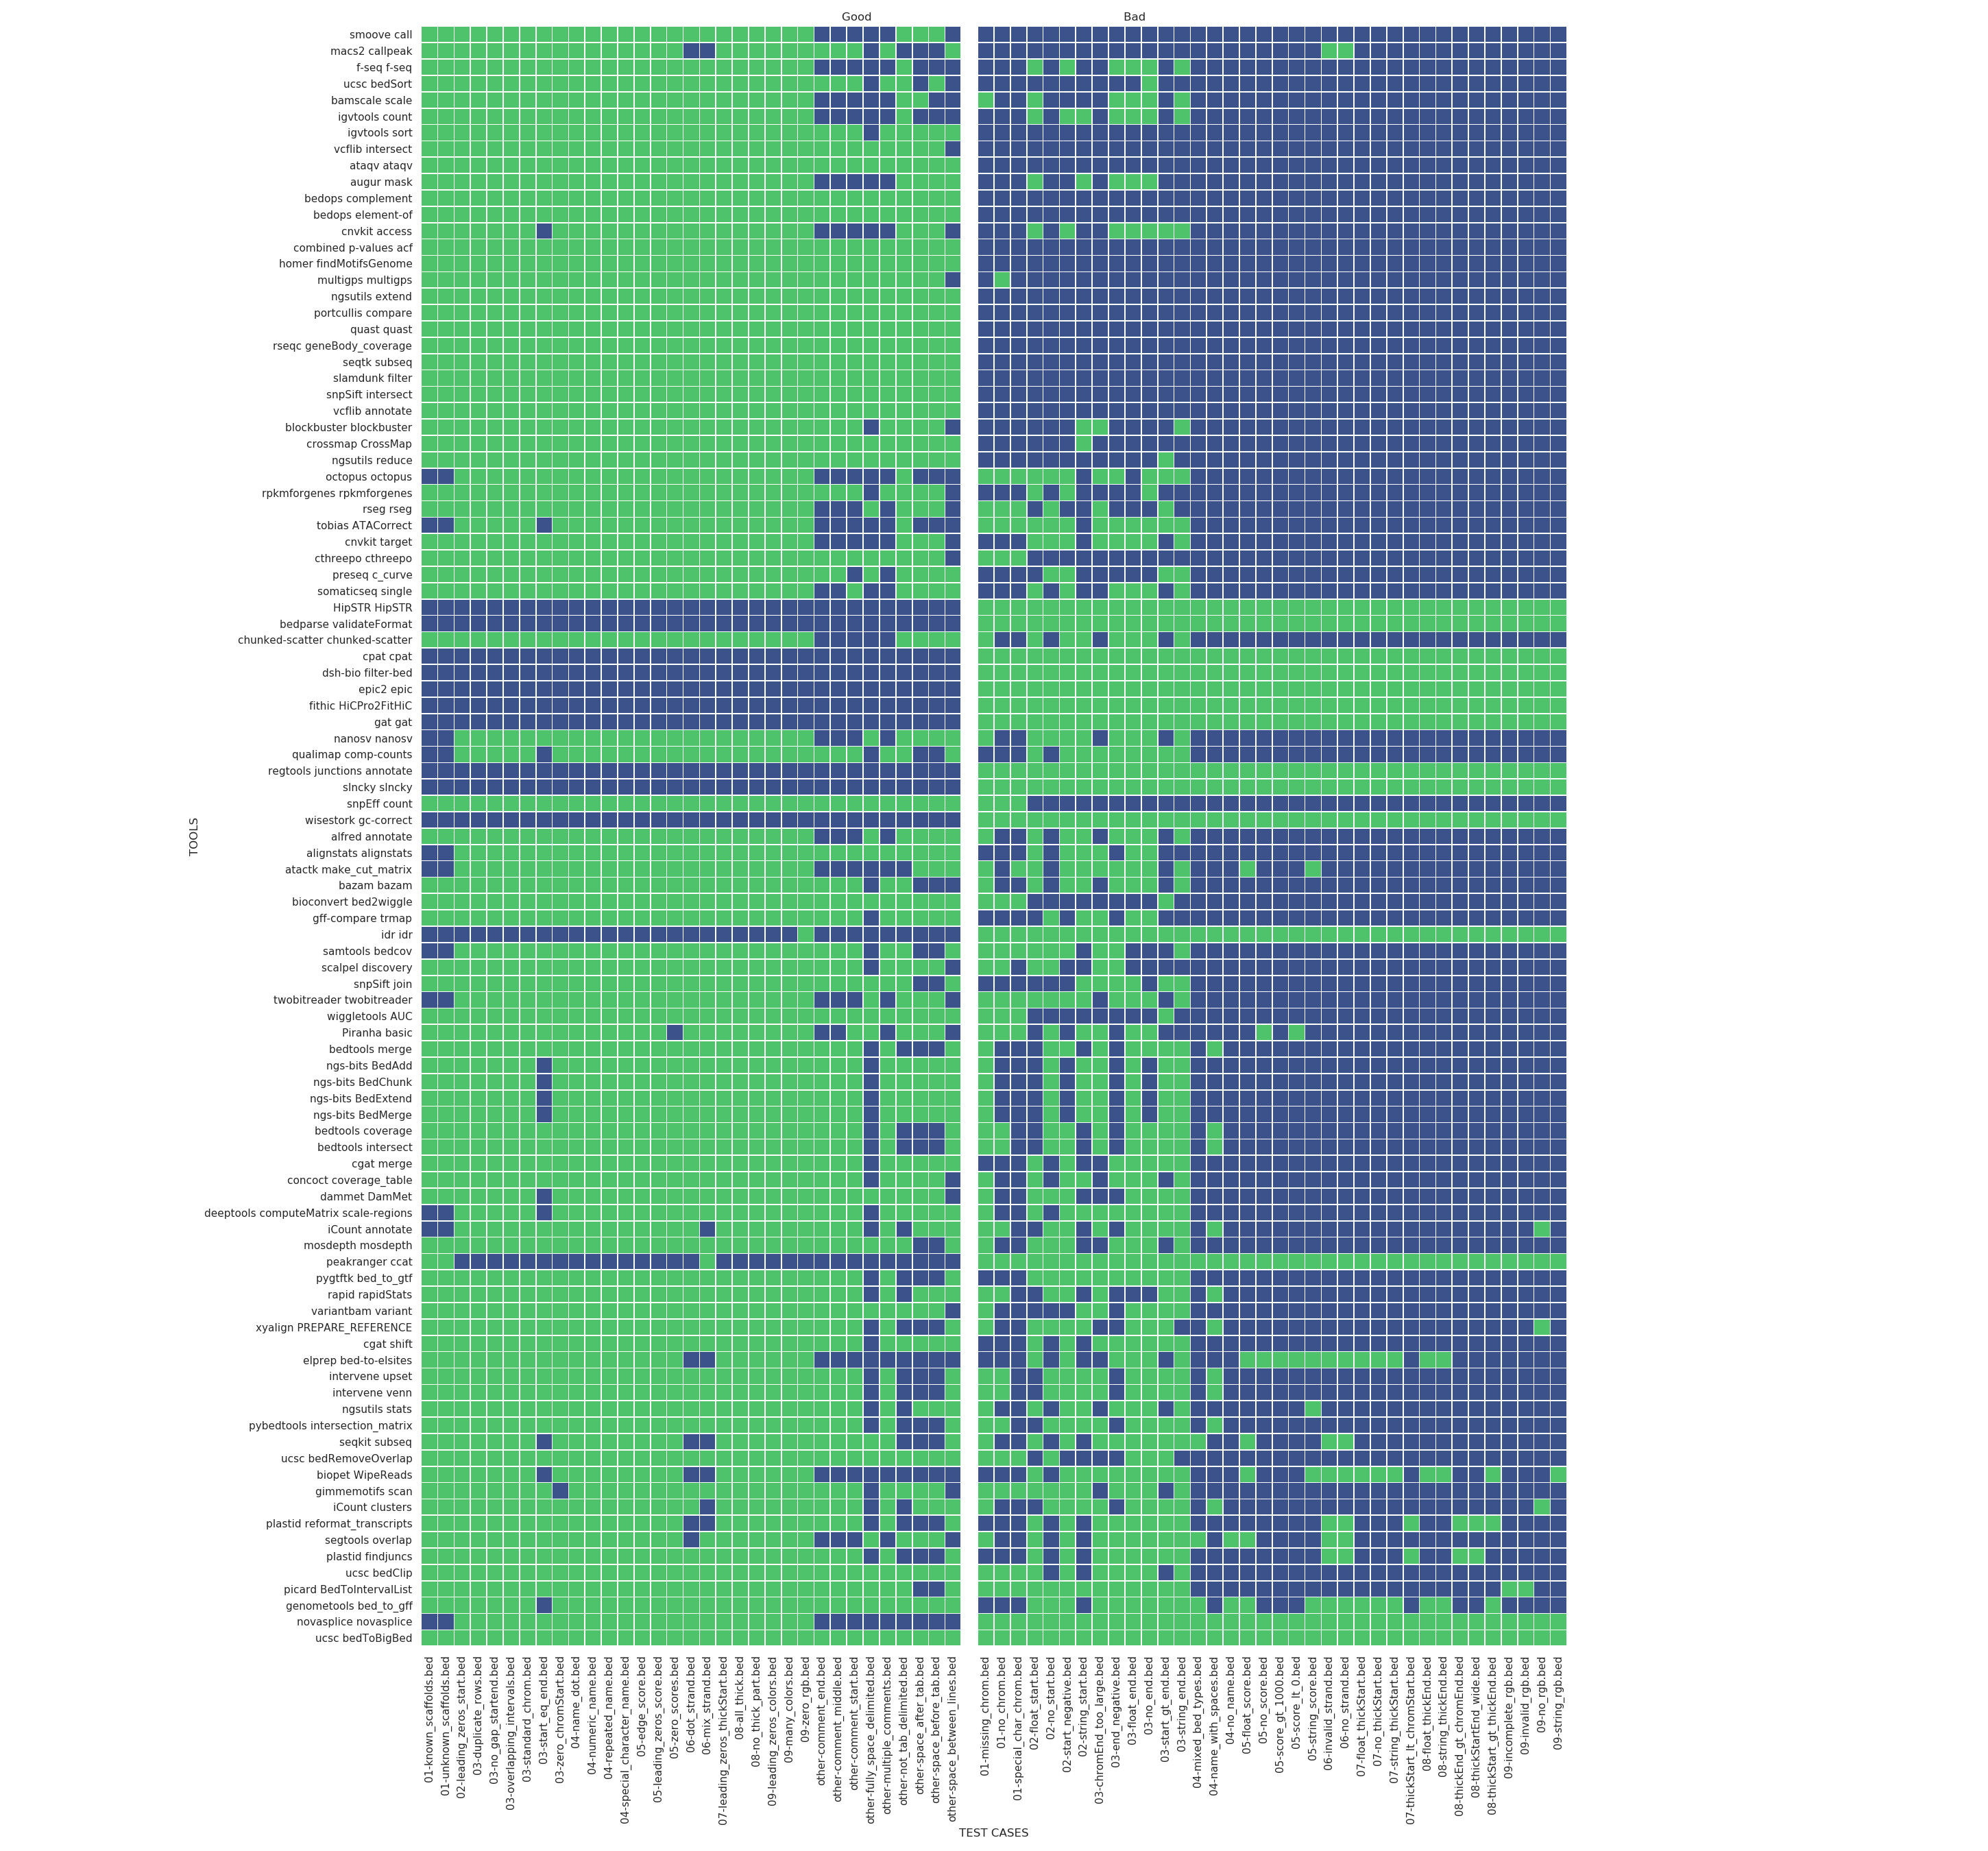 Good
Bad
smoove call
macs2 callpeak
f-seq f-seq
ucsc bedSort
bamscale scale
igvtools count
igvtools sort
vcflib intersect
ataqv ataqv
augur mask
bedops complement
bedops element-of
cnvkit access
combined p-values acf
homer findMotifsGenome
multigps multigps
ngsutils extend
portcullis compare
quast quast
rseqc geneBody_coverage
seqtk subseq
slamdunk filter
snpSift intersect
vcflib annotate
blockbuster blockbuster
crossmap CrossMap
ngsutils reduce
octopus octopus
rpkmforgenes rpkmforgenes
rseg rseg
tobias ATACorrect
cnvkit target
cthreepo cthreepo
preseq c_curve
somaticseq single
HipSTR HipSTR
bedparse validateFormat
chunked-scatter chunked-scatter
cpat cpat
dsh-bio filter-bed
epic2 epic
fithic HiCPro2FitHiC
gat gat
nanosv nanosv
qualimap comp-counts
regtools junctions annotate
slncky slncky
snpEff count
wisestork gc-correct
alfred annotate
alignstats alignstats
atactk make_cut_matrix
bazam bazam
bioconvert bed2wiggle
gff-compare trmap
idr idr
samtools bedcov
scalpel discovery
snpSift join
twobitreader twobitreader
wiggletools AUC
Piranha basic
bedtools merge
ngs-bits BedAdd
ngs-bits BedChunk
ngs-bits BedExtend
ngs-bits BedMerge
bedtools coverage
bedtools intersect
cgat merge
concoct coverage_table
dammet DamMet
deeptools computeMatrix scale-regions
iCount annotate
mosdepth mosdepth
peakranger ccat
pygtftk bed_to_gtf
rapid rapidStats
variantbam variant
xyalign PREPARE_REFERENCE
cgat shift
elprep bed-to-elsites
intervene upset
intervene venn
ngsutils stats
pybedtools intersection_matrix
seqkit subseq
ucsc bedRemoveOverlap
biopet WipeReads
gimmemotifs scan
iCount clusters
plastid reformat_transcripts
segtools overlap
plastid findjuncs
ucsc bedClip
picard BedToIntervalList
genometools bed_to_gff
novasplice novasplice
ucsc bedToBigBed
TOOLS
01-known_scaffolds.bed
01-unknown_scaffolds.bed
02-leading_zeros_start.bed
03-duplicate_rows.bed
03-no_gap_startend.bed
03-overlapping_intervals.bed
03-standard_chrom.bed
03-start_eq_end.bed
03-zero_chromStart.bed
04-name_dot.bed
04-numeric_name.bed
04-repeated_name.bed
04-special_character_name.bed
05-edge_score.bed
05-leading_zeros_score.bed
05-zero_scores.bed
06-dot_strand.bed
06-mix_strand.bed
07-leading_zeros_thickStart.bed
08-all_thick.bed
08-no_thick_part.bed
09-leading_zeros_colors.bed
09-many_colors.bed
09-zero_rgb.bed
other-comment_end.bed
other-comment_middle.bed
other-comment_start.bed
other-fully_space_delimited.bed
other-multiple_comments.bed
other-not_tab_delimited.bed
other-space_after_tab.bed
other-space_before_tab.bed
other-space_between_lines.bed
01-missing_chrom.bed
01-no_chrom.bed
01-special_char_chrom.bed
02-float_start.bed
02-no_start.bed
02-start_negative.bed
02-string_start.bed
03-chromEnd_too_large.bed
03-end_negative.bed
03-float_end.bed
03-no_end.bed
03-start_gt_end.bed
03-string_end.bed
04-mixed_bed_types.bed
04-name_with_spaces.bed
04-no_name.bed
05-float_score.bed
05-no_score.bed
05-score_gt_1000.bed
05-score_lt_0.bed
05-string_score.bed
06-invalid_strand.bed
06-no_strand.bed
07-float_thickStart.bed
07-no_thickStart.bed
07-string_thickStart.bed
07-thickStart_lt_chromStart.bed
08-float_thickEnd.bed
08-string_thickEnd.bed
08-thickEnd_gt_chromEnd.bed
08-thickStartEnd_wide.bed
08-thickStart_gt_thickEnd.bed
09-incomplete_rgb.bed
09-invalid_rgb.bed
09-no_rgb.bed
09-string_rgb.bed
TEST CASES